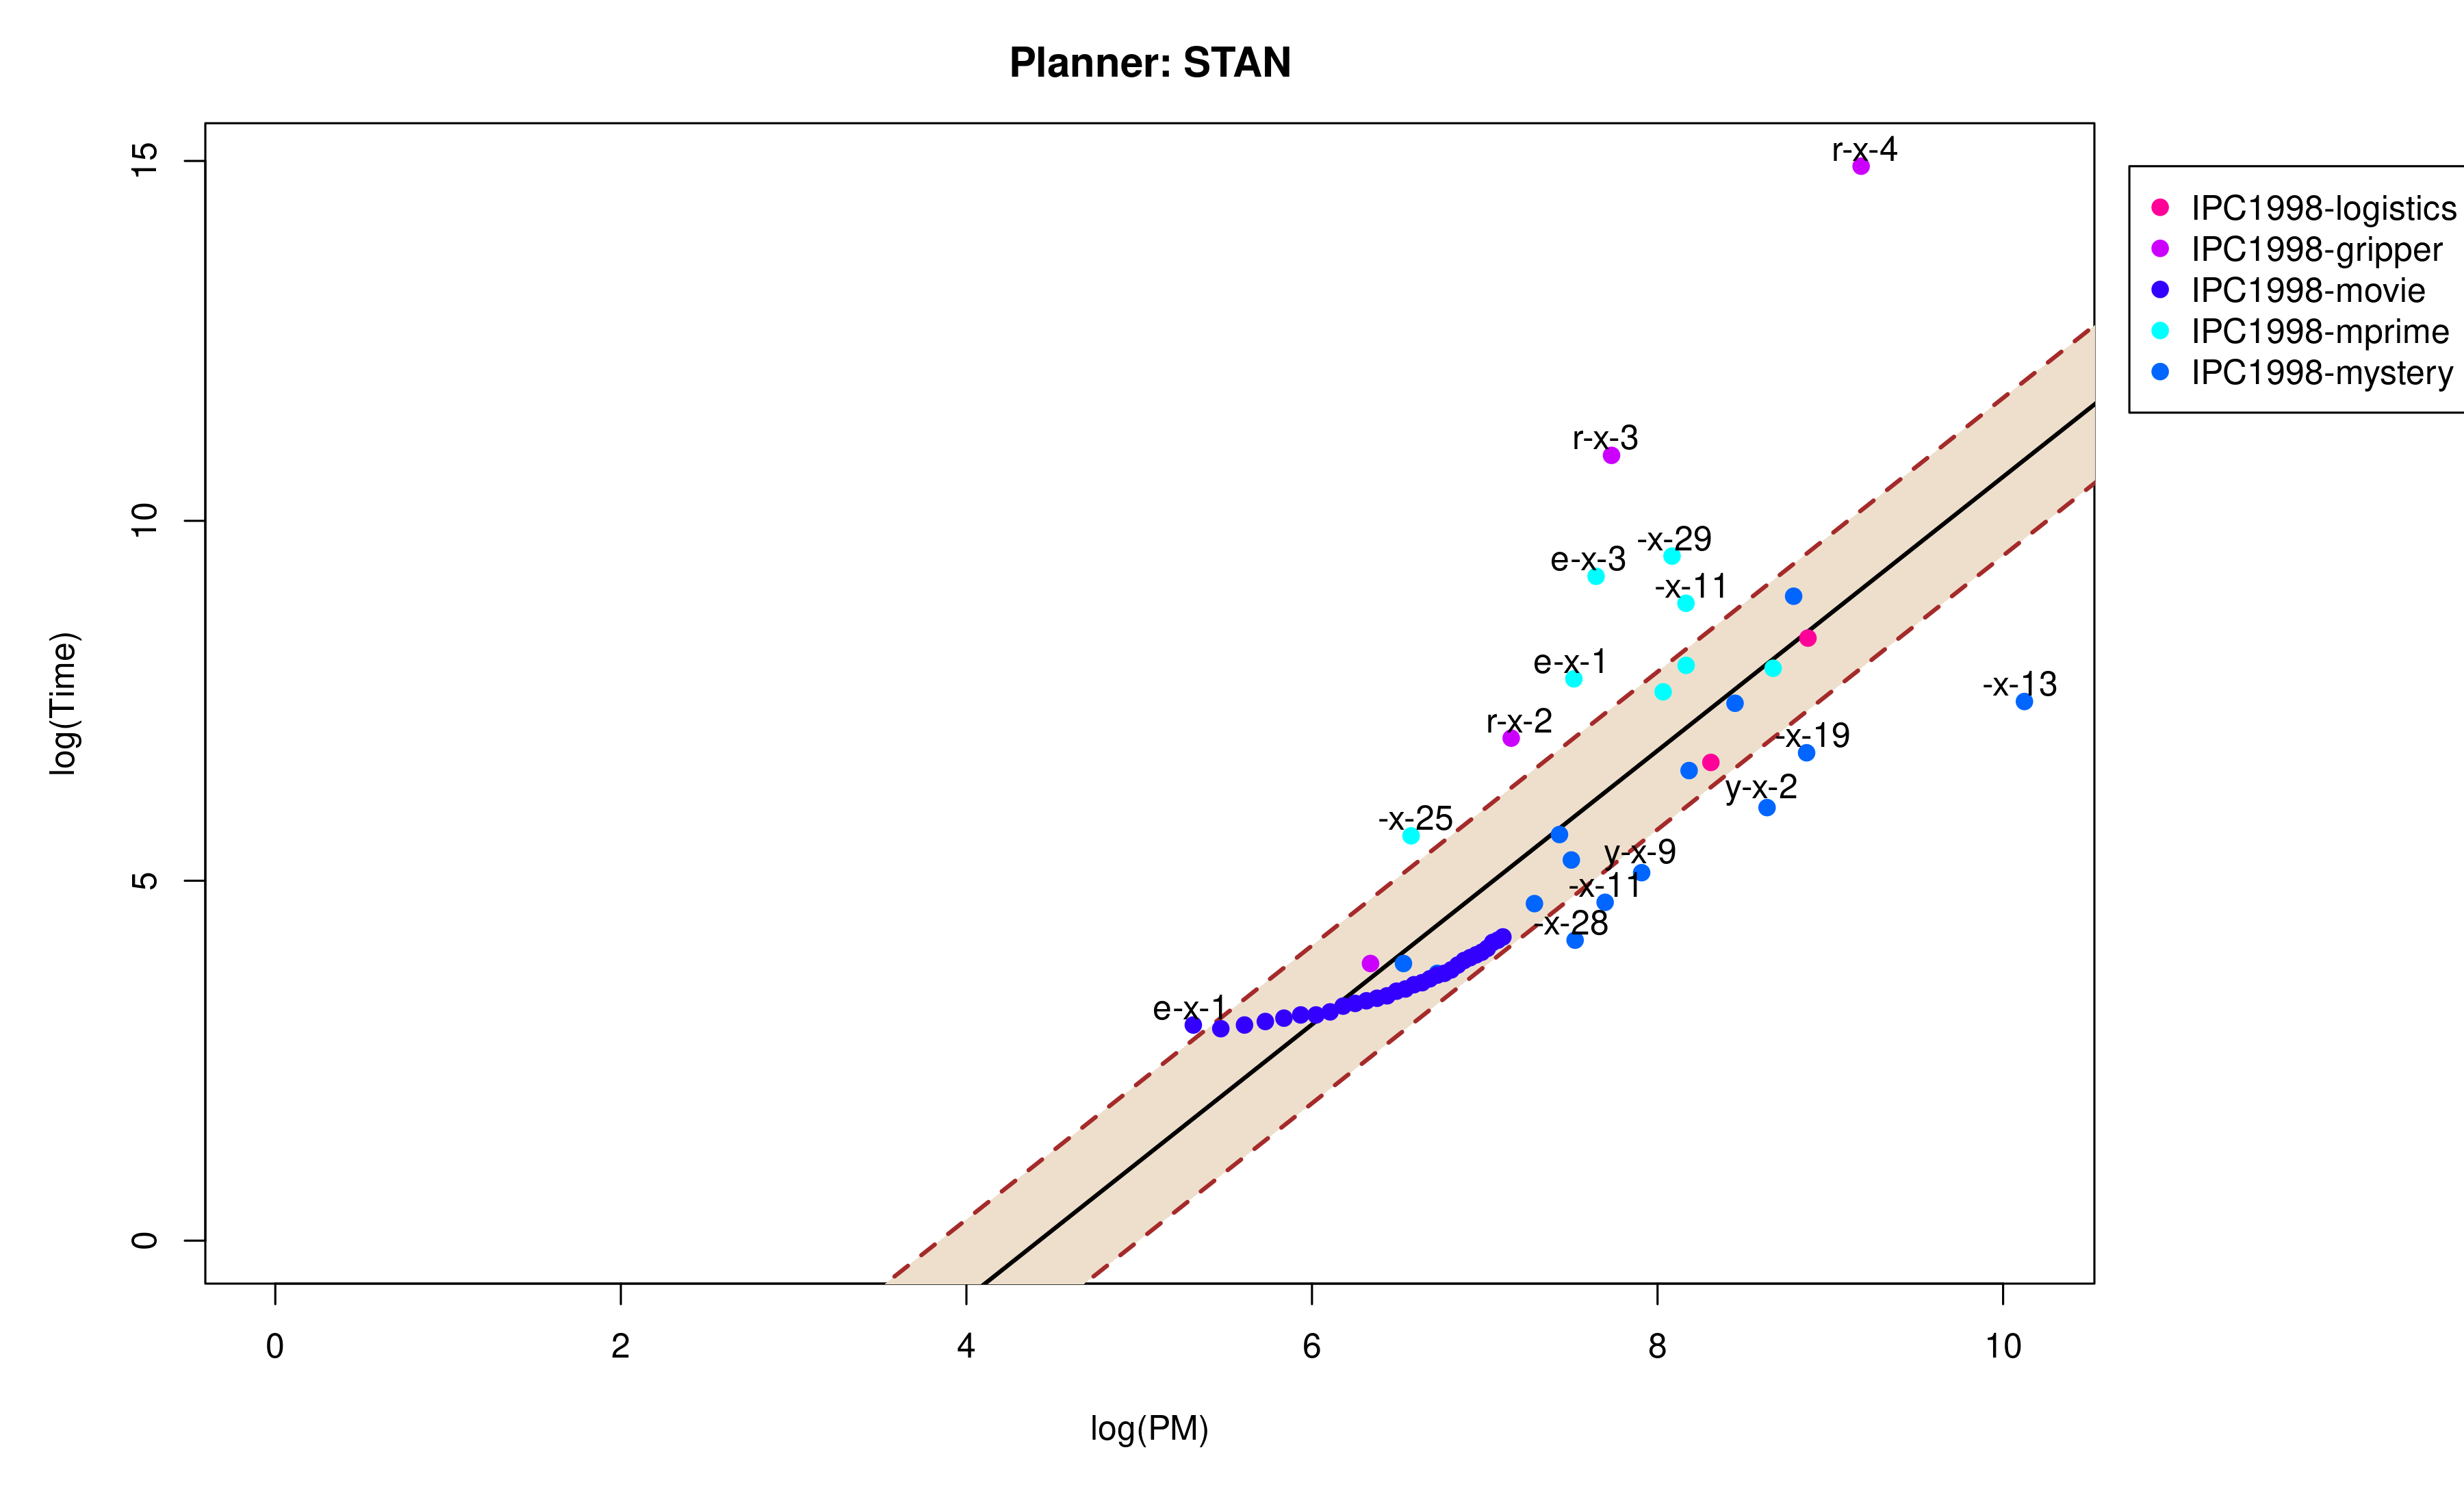 Planner: STAN
r-x-4
IPC1998-logistics
IPC1998-gripper
IPC1998-movie
IPC1998-mprime
IPC1998-mystery
r-x-3
-x-29
e-x-3
-x-11
e-x-1
-x-13
r-x-2
-x-19
y-x-2
-x-25
y-x-9
-x-11
-x-28
e-x-1
15
10
5
0
log(Time)
0 2 4 6 8 10
log(PM)